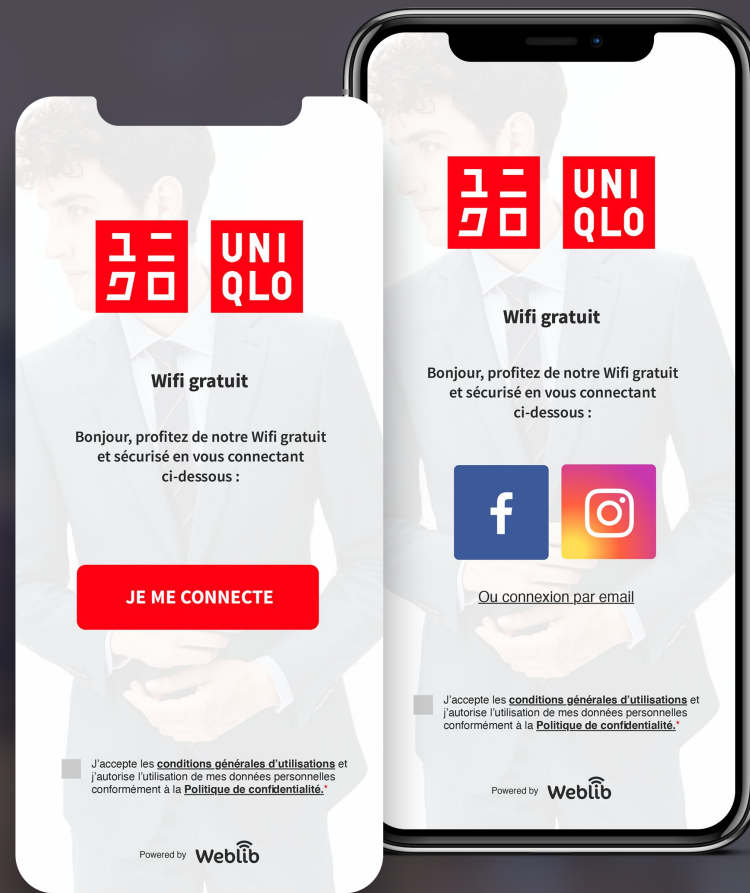 ユニ
クロ
UNI
QLO
Wifi gratuit
Bonjour, profitez de notre Wifi gratuit
et sécurisé en vous connectant
ci-dessous :
JE ME CONNECTE
J'accepte les conditions générales d'utilisations et
j'autorise l'utilisation de mes données personnelles
conformément à la Politique de confidentialité.*
Powered by Weblib
ユニ
クロ
UNI
QLO
Wifi gratuit
Bonjour, profitez de notre Wifi gratuit
et sécurisé en vous connectant
ci-dessous :
f
Ou connexion par email
J'accepte les conditions générales d'utilisations et
j'autorise l'utilisation de mes données personnelles
conformément à la Politique de confidentialité.*
Powered by Weblib